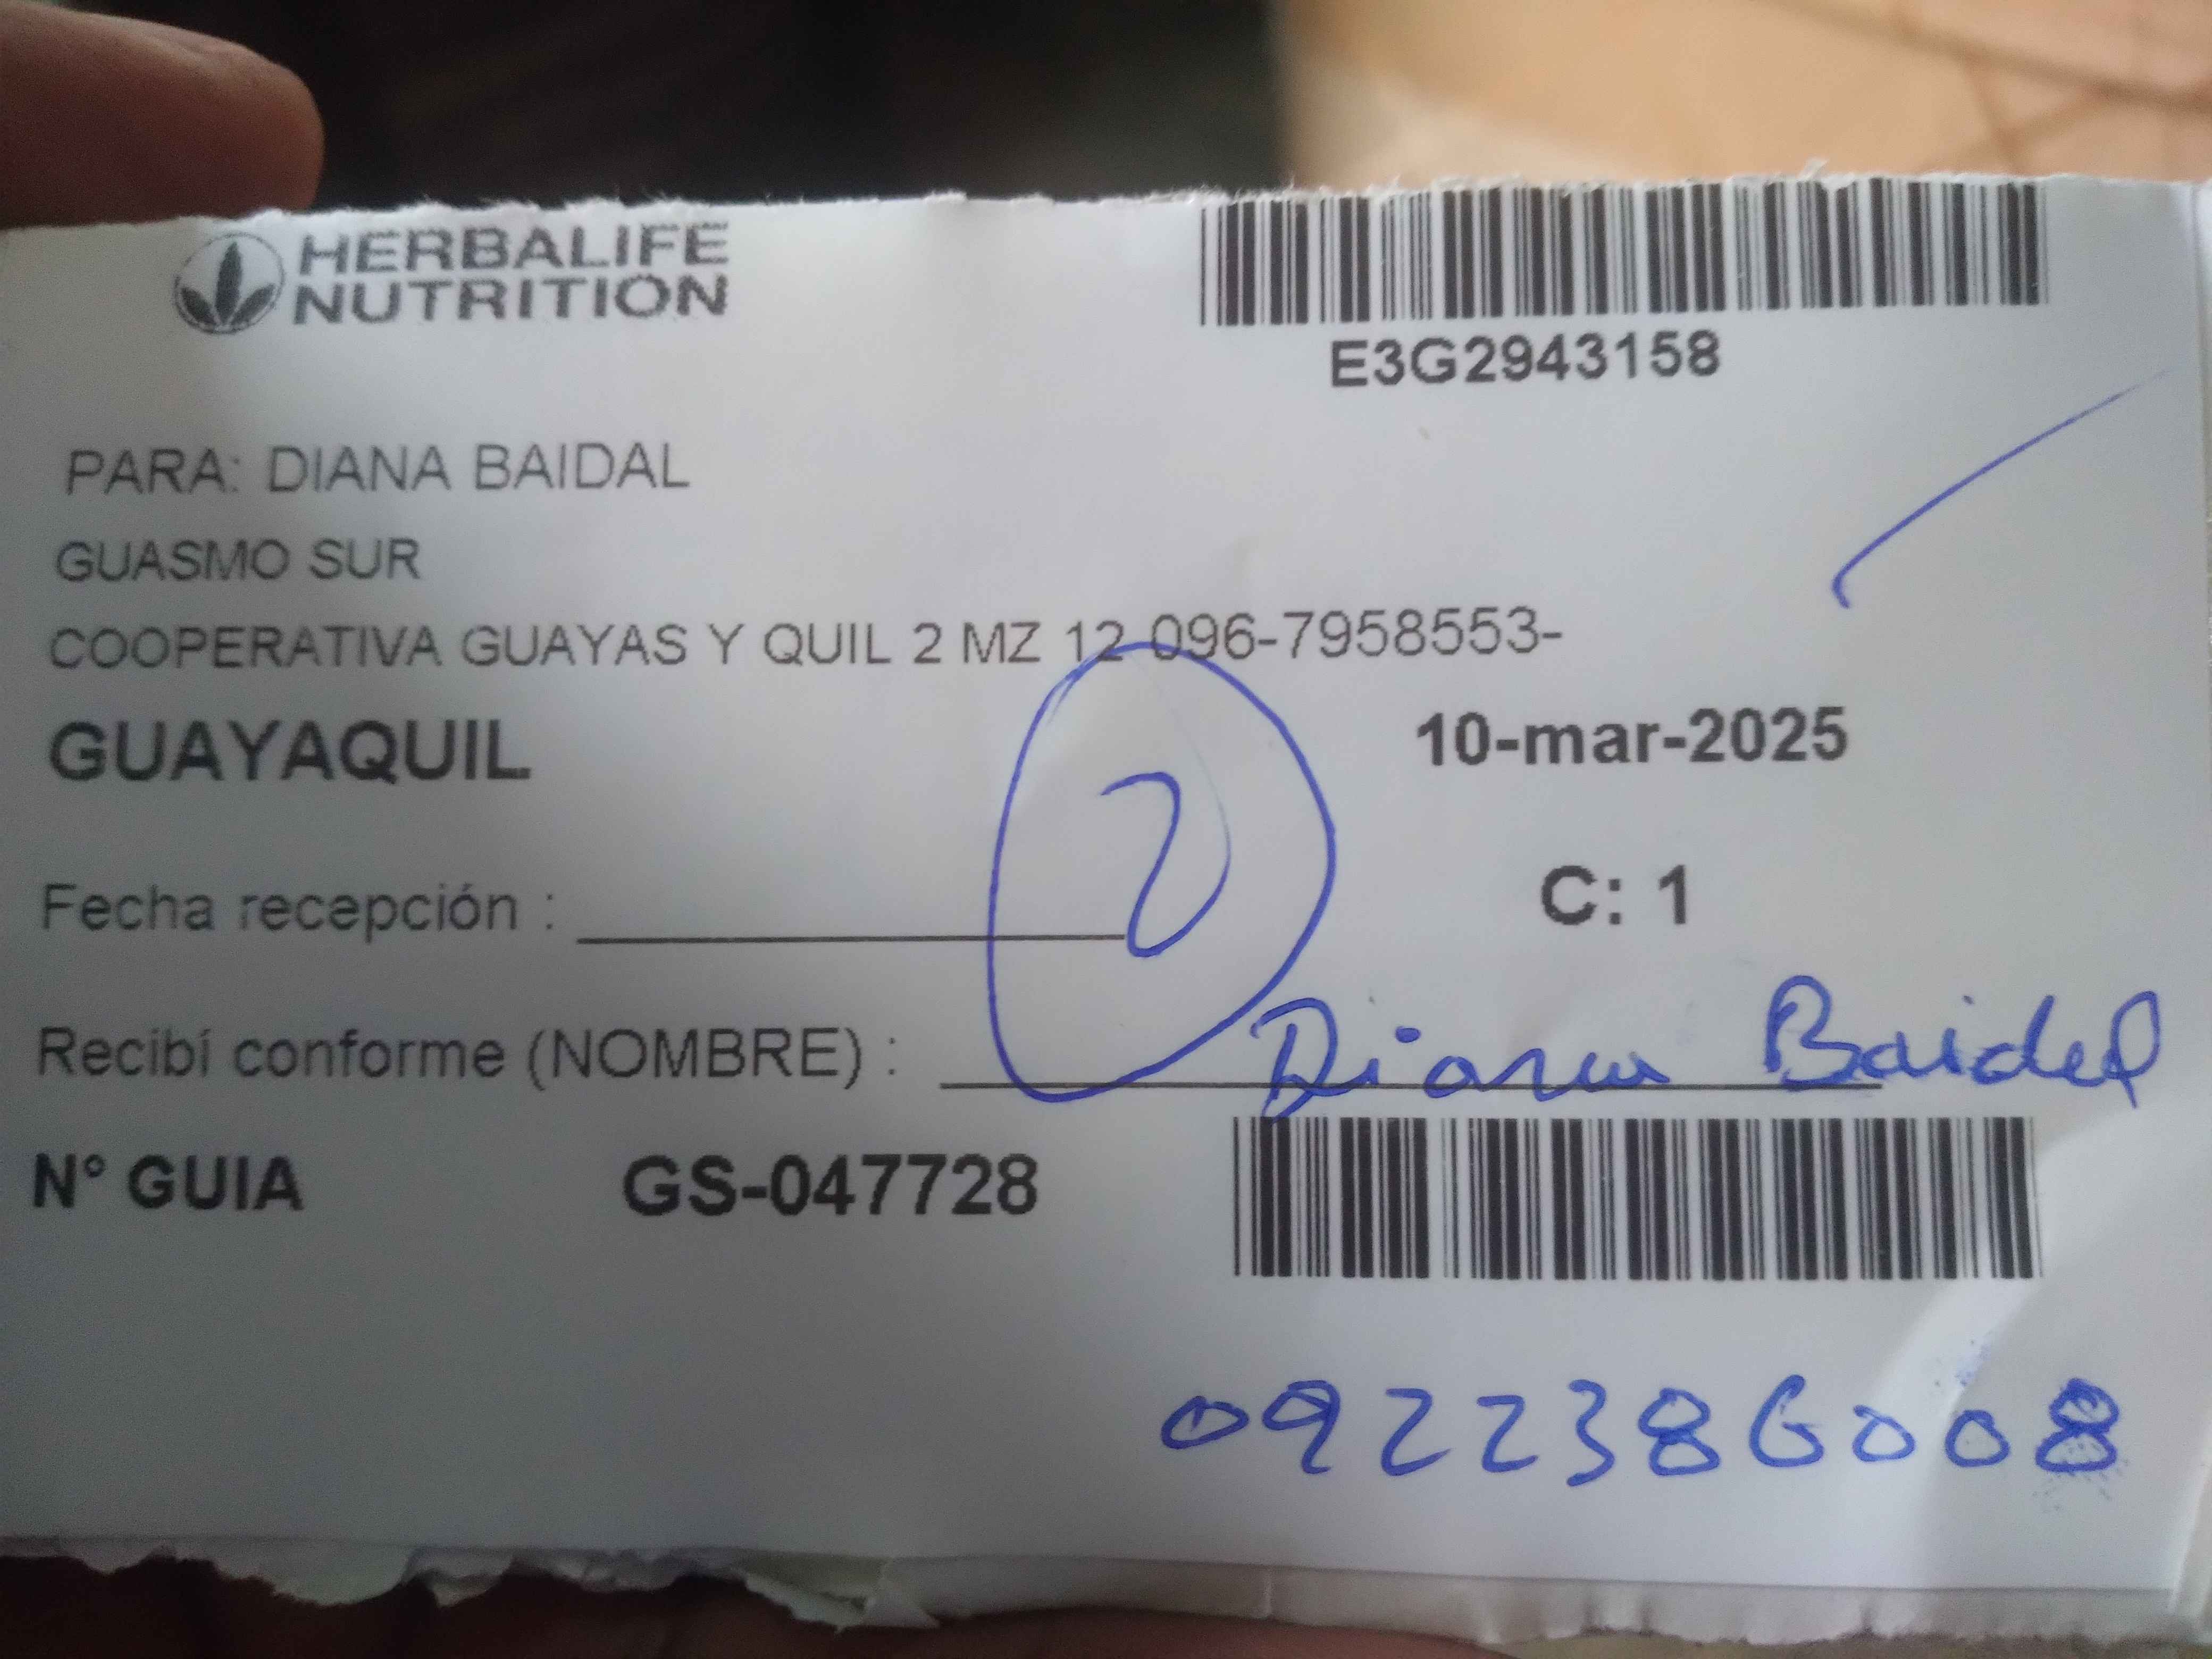 HERBALIFE
NUTRITION
E3G2943158
PARA: DIANA BAIDAL
GUASMO SUR
COOPERATIVA GUAYAS Y QUIL 2 MZ 12 096-7958553-
GUAYAQUIL
10-mar-2025
2
Fecha recepción :
C: 1
Recibí conforme (NOMBRE) : Diana Baidal
N° GUIA GS-047728
0922386008